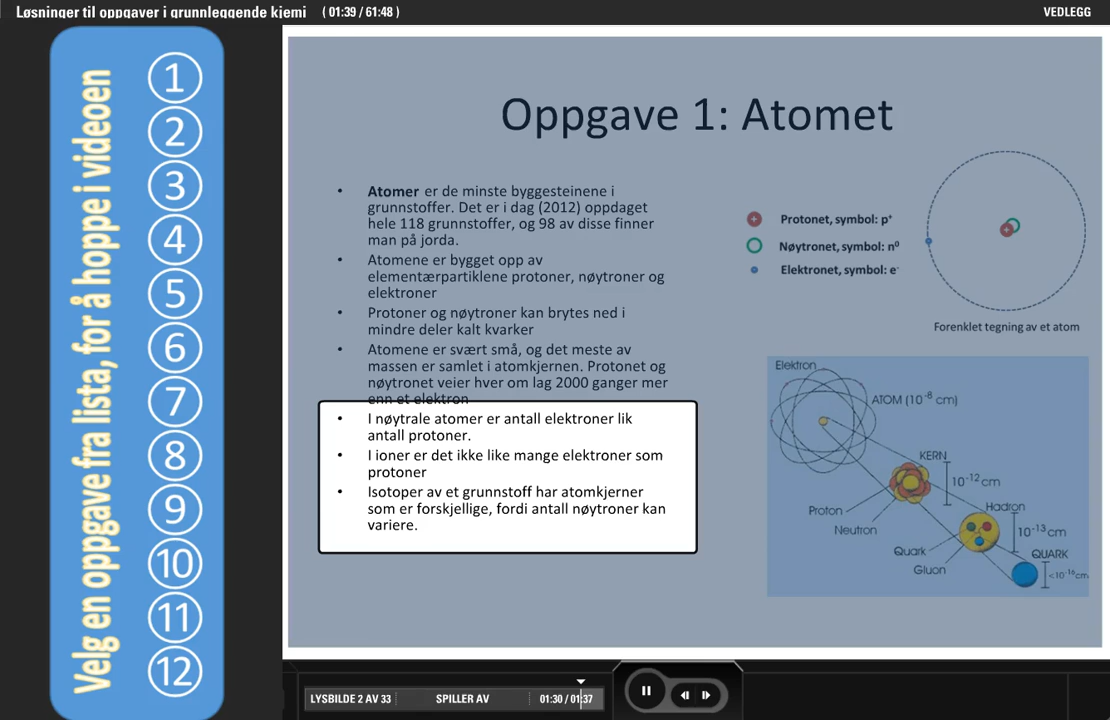 Løsninger til oppgaver i grunnleggende kjemi ( 01:39 / 61:48 )
VEDLEGG
Velg en oppgave fra lista, for å hoppe i videoen
1
2
3
4
5
6
7
8
9
10
11
12
Oppgave 1: Atomet
• Atomer er de minste byggesteinene i
grunnstoffer. Det er i dag (2012) oppdaget
hele 118 grunnstoffer, og 98 av disse finner
man på jorda.
• Atomene er bygget opp av
elementærpartiklene protoner, nøytroner og
elektroner
• Protoner og nøytroner kan brytes ned i
mindre deler kalt kvarker
• Atomene er svært små, og det meste av
massen er samlet i atomkjernen. Protonet og
nøytronet veier hver om lag 2000 ganger mer
enn et elektron
• I nøytrale atomer er antall elektroner lik
antall protoner.
• I ioner er det ikke like mange elektroner som
protoner
• Isotoper av et grunnstoff har atomkjerner
som er forskjellige, fordi antall nøytroner kan
variere.
Protonet, symbol: p⁺
Nøytronet, symbol: n⁰
Elektronet, symbol: e⁻
Forenklet tegning av et atom
Elektron
ATOM (10⁻⁸ cm)
KERN
10⁻¹² cm
Proton
Neutron
Hadron
10⁻¹³ cm
Quark
Gluon
QUARK
<10⁻¹⁶ cm
LYSBILDE 2 AV 33
SPILLER AV
01:30 / 01:37